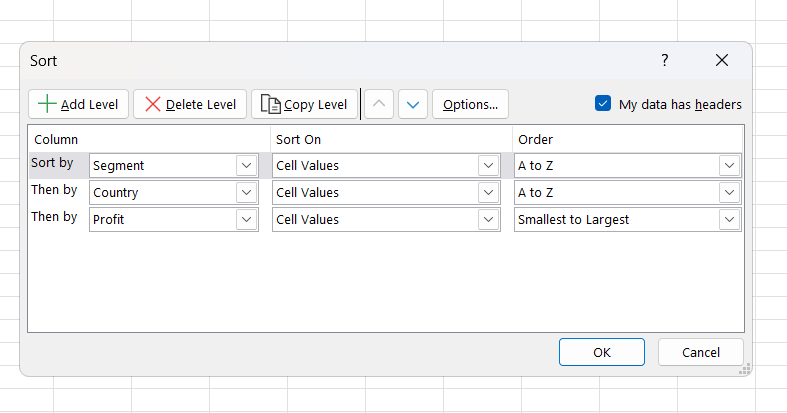 Sort ?
Add Level Delete Level Copy Level Options... My data has headers
Column Sort On Order
Sort by Segment Cell Values A to Z
Then by Country Cell Values A to Z
Then by Profit Cell Values Smallest to Largest
OK Cancel